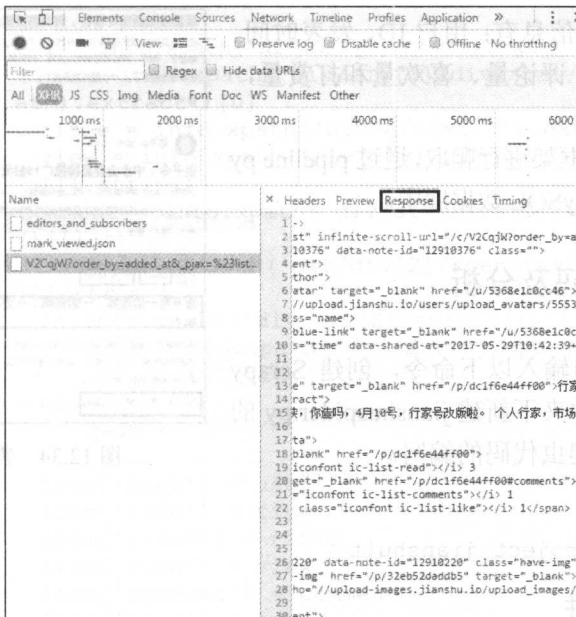 Elements Console Sources Network Timeline Profiles Application »
View: Preserve log Disable cache Offline No throttling
Filter Regex Hide data URLs
All XHR JS CSS Img Media Font Doc WS Manifest Other
1000 ms 2000 ms 3000 ms 4000 ms 5000 ms 6000
Name
editors_and_subscribers
mark_viewed.json
V2CqjW?order_by=added_at&_pjax=%23list...
× Headers Preview Response Cookies Timing
1 ->
2 st" infinite-scroll-url="/c/V2CqjW?order_by=a
3 10376" data-note-id="12910376" class="">
4 ent">
5 thor">
6 atar" target="_blank" href="/u/5368e1c0cc46">
7 //upload.jianshu.io/users/upload_avatars/5553
8 ss="name">
9 blue-link" target="_blank" href="/u/5368e1c0c
10 s="time" data-shared-at="2017-05-29T10:42:39+
11
12
13 e" target="_blank" href="/p/dc1f6e44ff00">行家
14 ract">
15 夬，你造吗，4月10号，行家号改版啦。 个人行家，市场
16
17 ta">
18 blank" href="/p/dc1f6e44ff00">
19 iconfont ic-list-read"></i> 3
20 get="_blank" href="/p/dc1f6e44ff00#comments">
21 ="iconfont ic-list-comments"></i> 1
22 class="iconfont ic-list-like"></i> 1</span>
23
24
25
26 220" data-note-id="12910220" class="have-img"
27 -img" href="/p/32eb52daddb5" target="_blank">
28 ho="//upload-images.jianshu.io/upload_images/
29
30 ent">